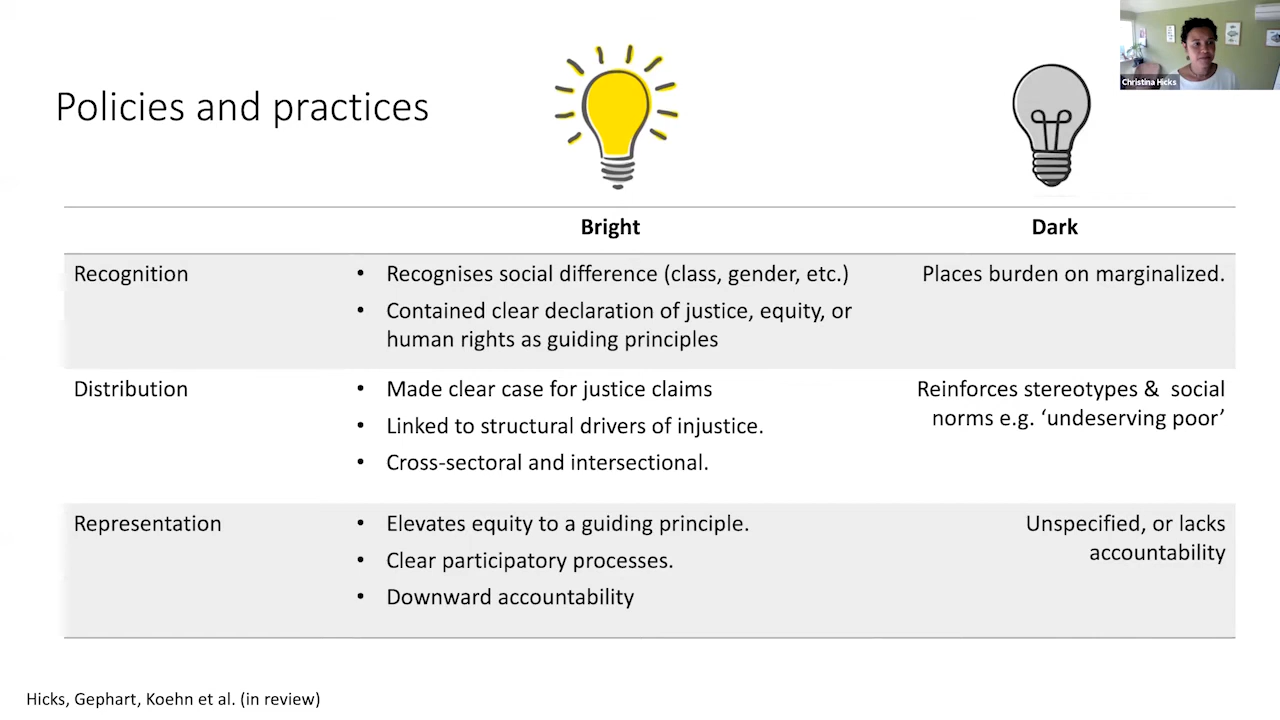 Christina Hicks
Policies and practices
Bright
Dark
Recognition
• Recognises social difference (class, gender, etc.)
• Contained clear declaration of justice, equity, or
human rights as guiding principles
Places burden on marginalized.
Distribution
• Made clear case for justice claims
• Linked to structural drivers of injustice.
• Cross-sectoral and intersectional.
Reinforces stereotypes & social
norms e.g. ‘undeserving poor’
Representation
• Elevates equity to a guiding principle.
• Clear participatory processes.
• Downward accountability
Unspecified, or lacks
accountability
Hicks, Gephart, Koehn et al. (in review)